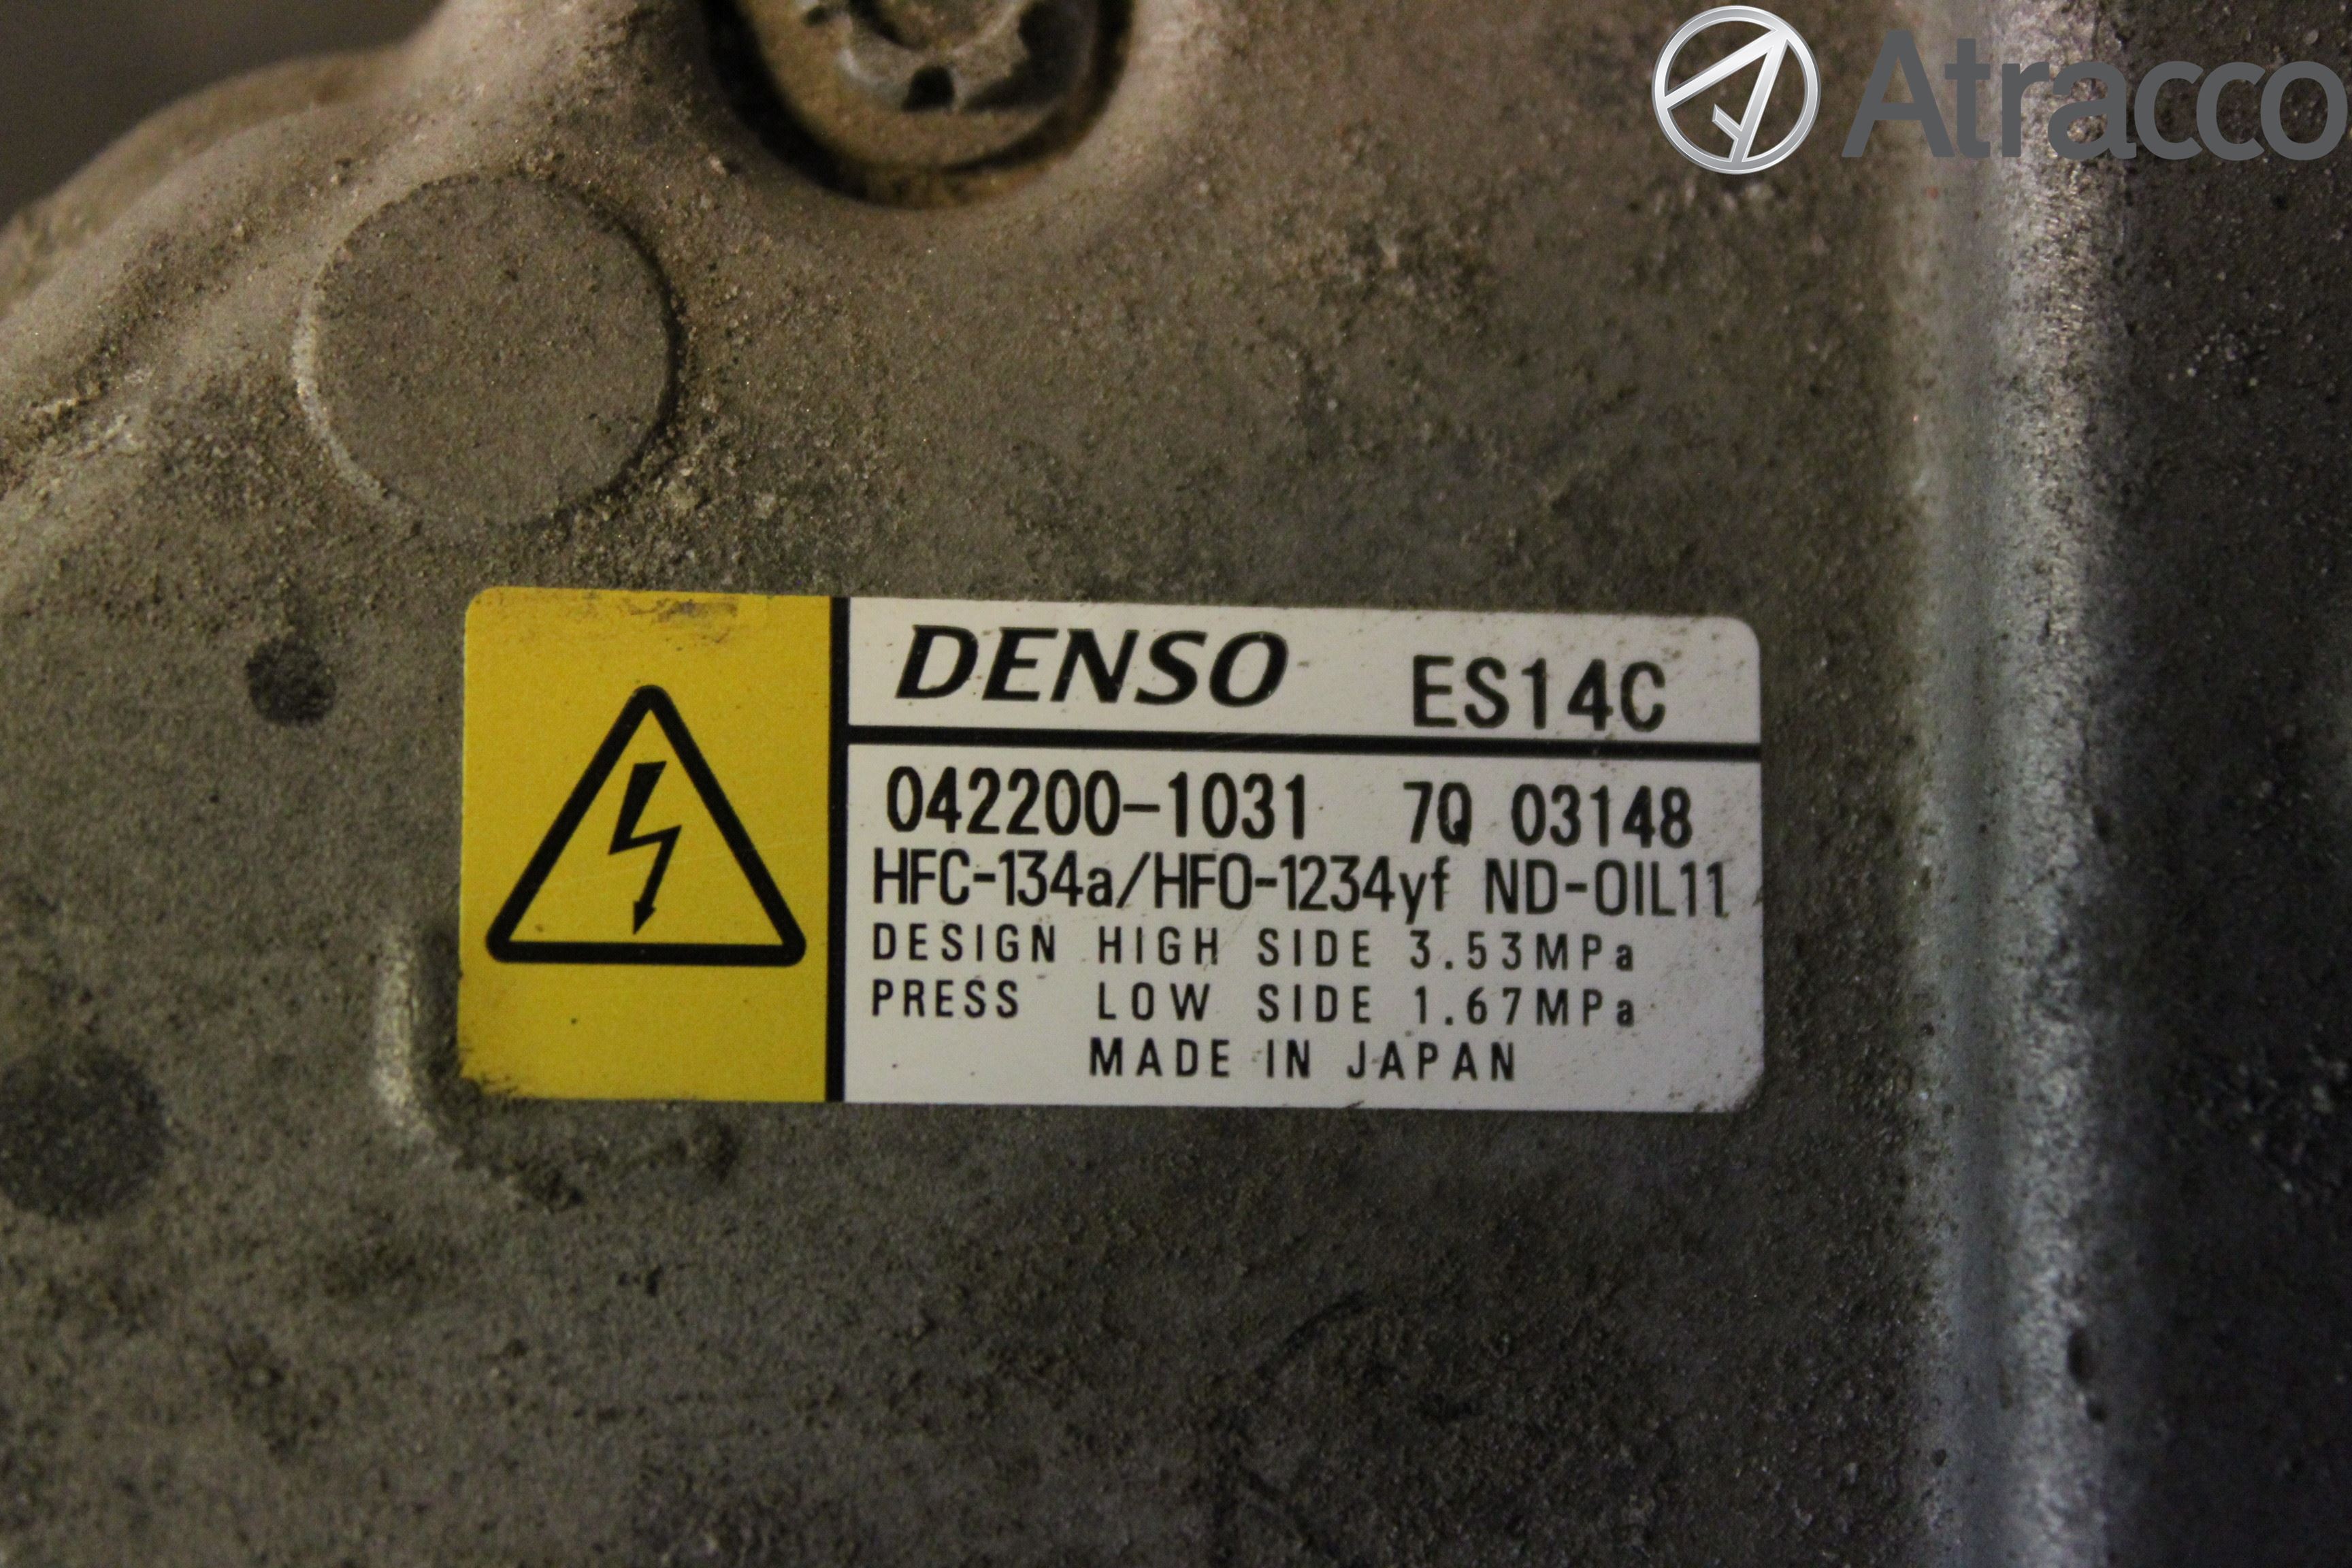 Atracco
DENSO ES14C
042200-1031 7Q 03148
HFC-134a/HFO-1234yf ND-OIL11
DESIGN HIGH SIDE 3.53MPa
PRESS LOW SIDE 1.67MPa
MADE IN JAPAN